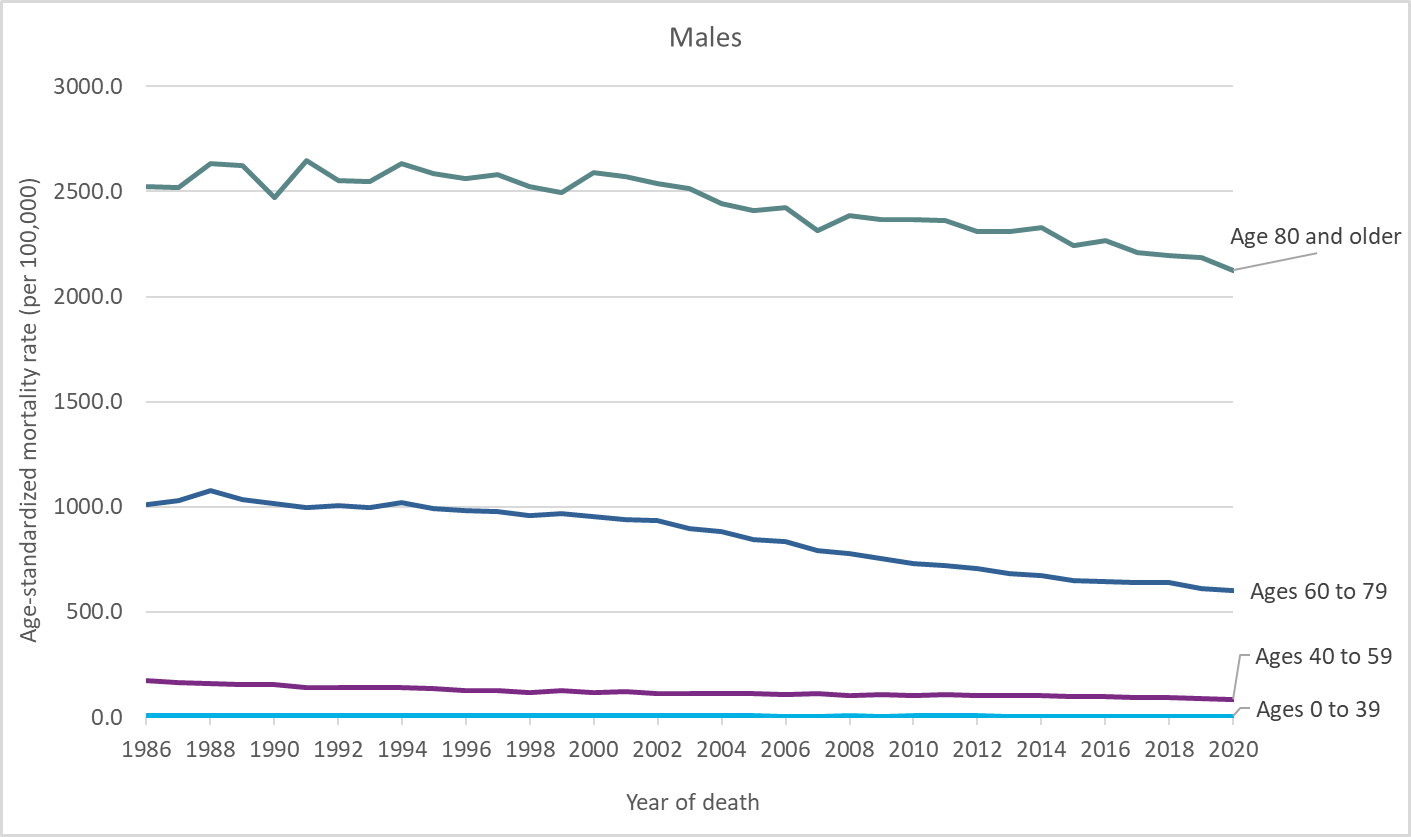 Males
3000.0
2500.0
2000.0
1500.0
1000.0
500.0
0.0
Age-standardized mortality rate (per 100,000)
Age 80 and older
Ages 60 to 79
Ages 40 to 59
Ages 0 to 39
1986 1988 1990 1992 1994 1996 1998 2000 2002 2004 2006 2008 2010 2012 2014 2016 2018 2020
Year of death